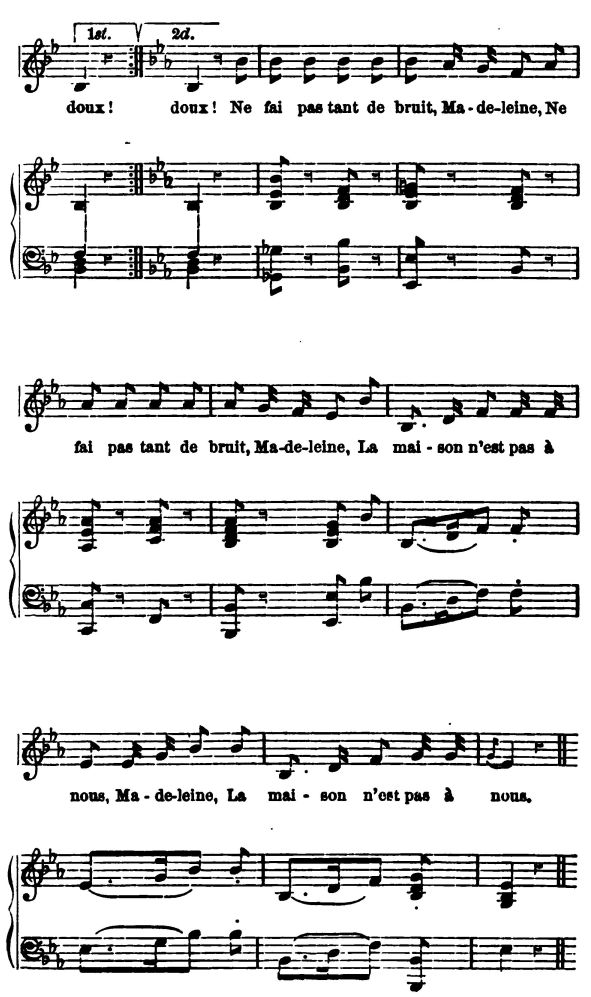 1st. 2d.
doux! doux! Ne fai pas tant de bruit, Ma-de-leine, Ne
fai pas tant de bruit, Ma-de-leine, La mai-son n'est pas à
nous, Ma-de-leine, La mai-son n'est pas à nous.